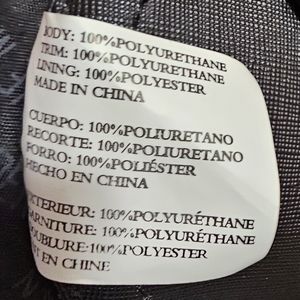 BODY: 100%POLYURETHANE
TRIM: 100%POLYURETHANE
LINING: 100%POLYESTER
MADE IN CHINA
CUERPO: 100%POLIURETANO
RECORTE: 100%POLIURETANO
FORRO: 100%POLIÉSTER
HECHO EN CHINA
EXTERIEUR: 100%POLYURÉTHANE
GARNITURE: 100%POLYURÉTHANE
DOUBLURE:100%POLYESTER
EN CHINE